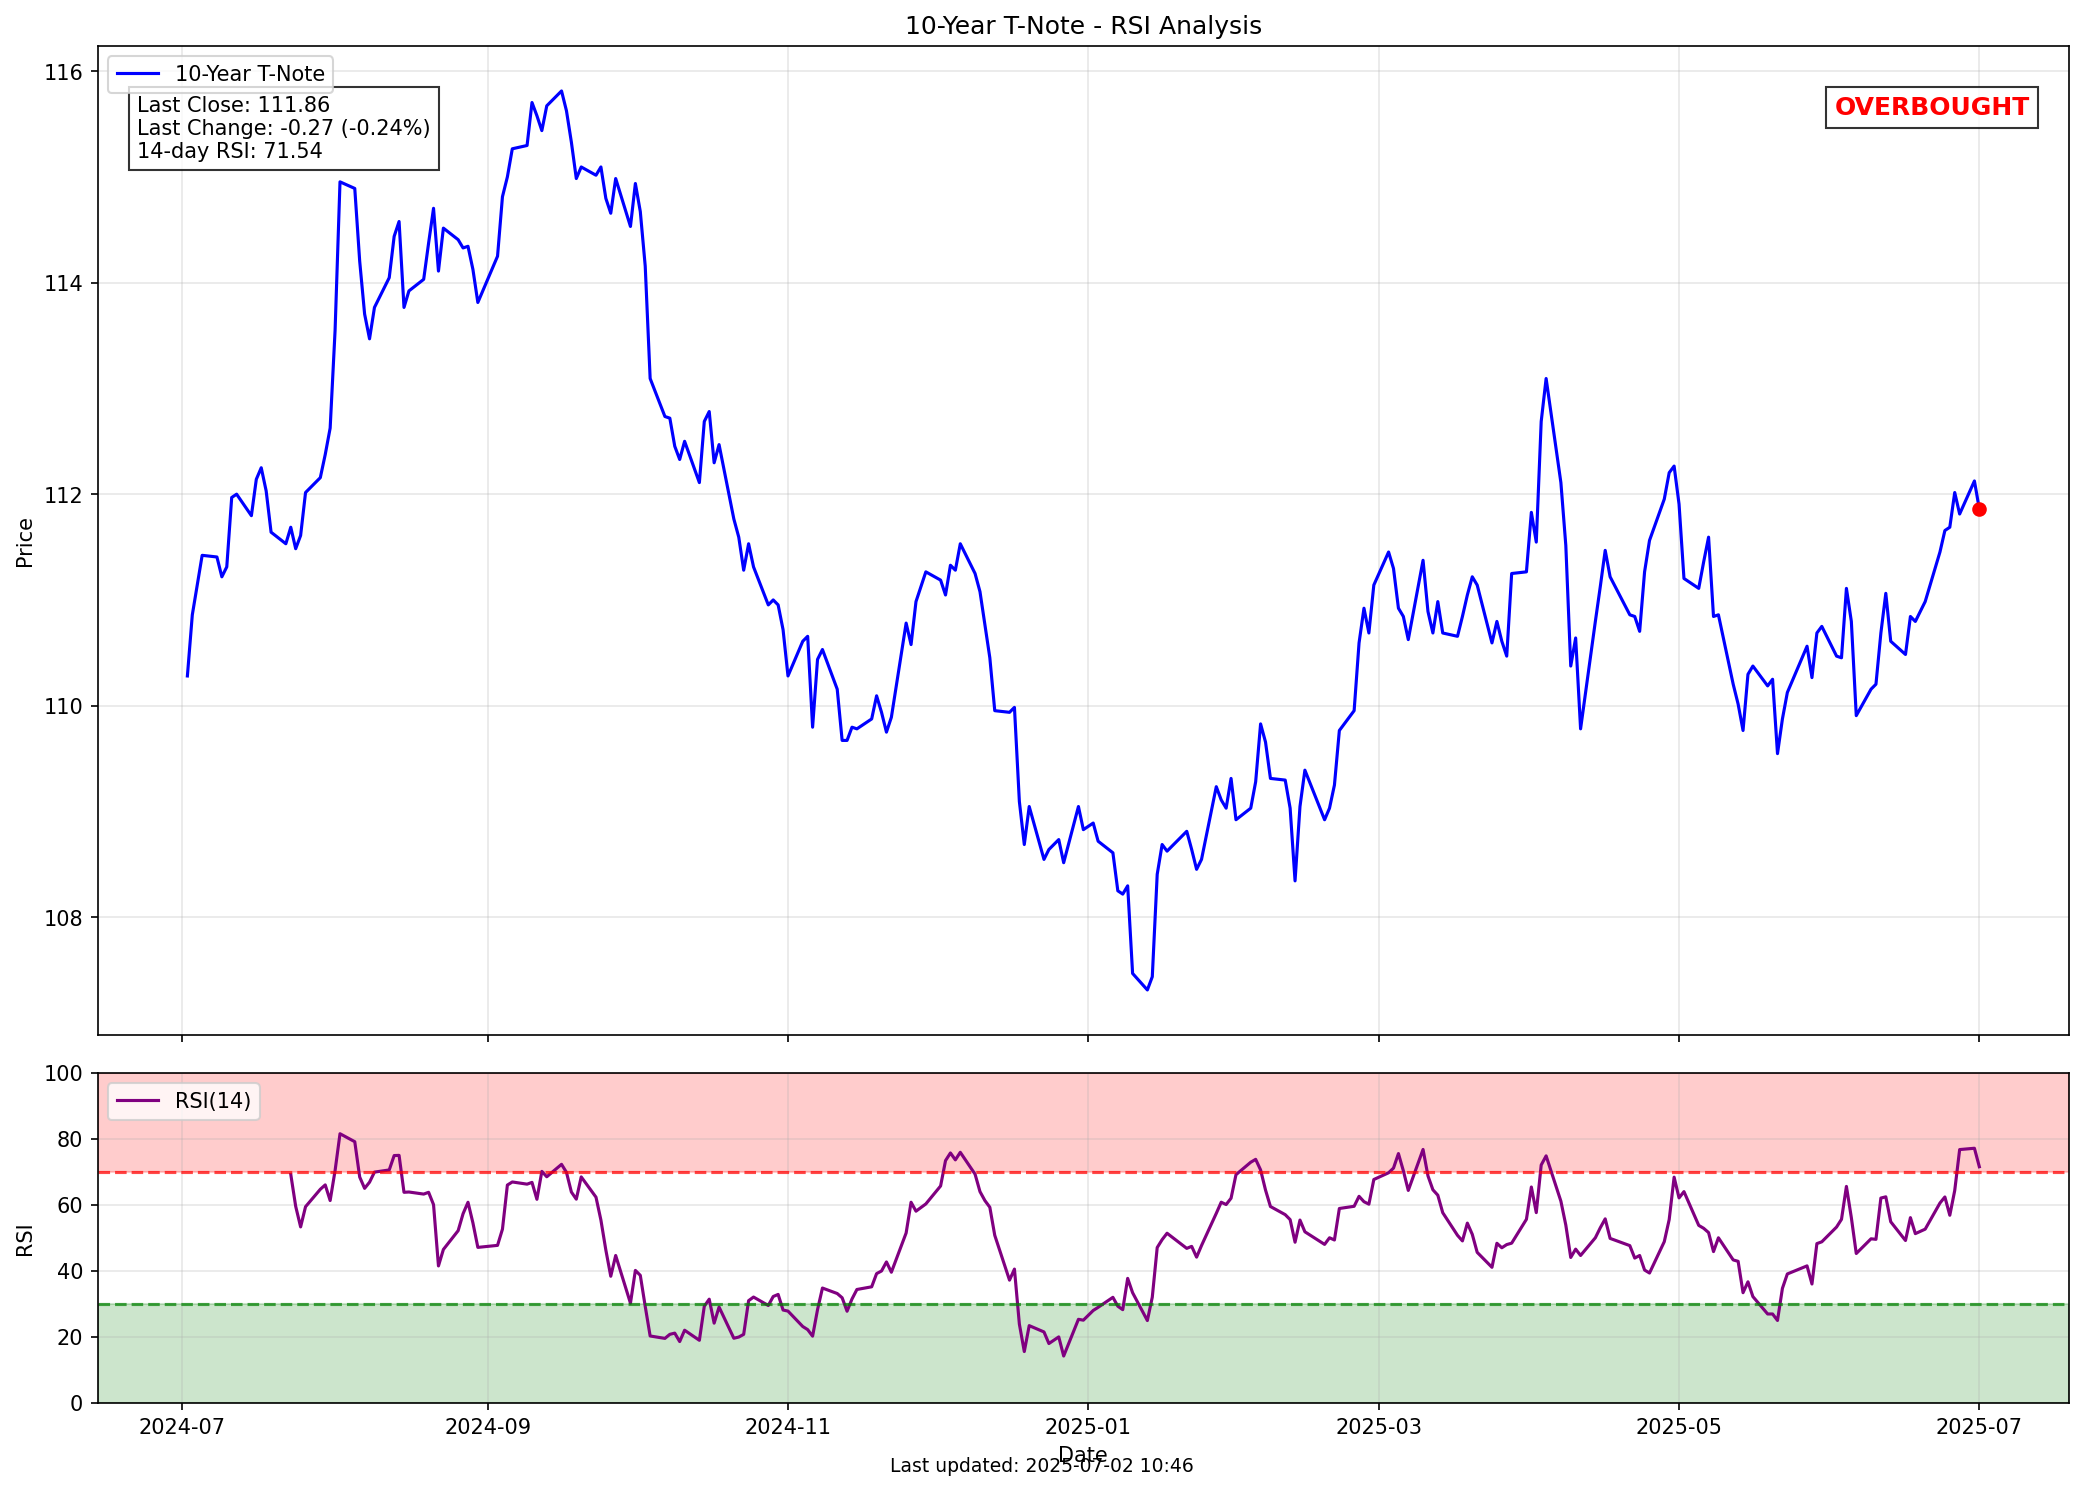 10-Year T-Note - RSI Analysis
10-Year T-Note
Last Close: 111.86
Last Change: -0.27 (-0.24%)
14-day RSI: 71.54
OVERBOUGHT
116
114
112
110
108
Price
RSI(14)
100
80
60
40
20
0
RSI
2024-07
2024-09
2024-11
2025-01
2025-03
2025-05
2025-07
Date
Last updated: 2025-07-02 10:46